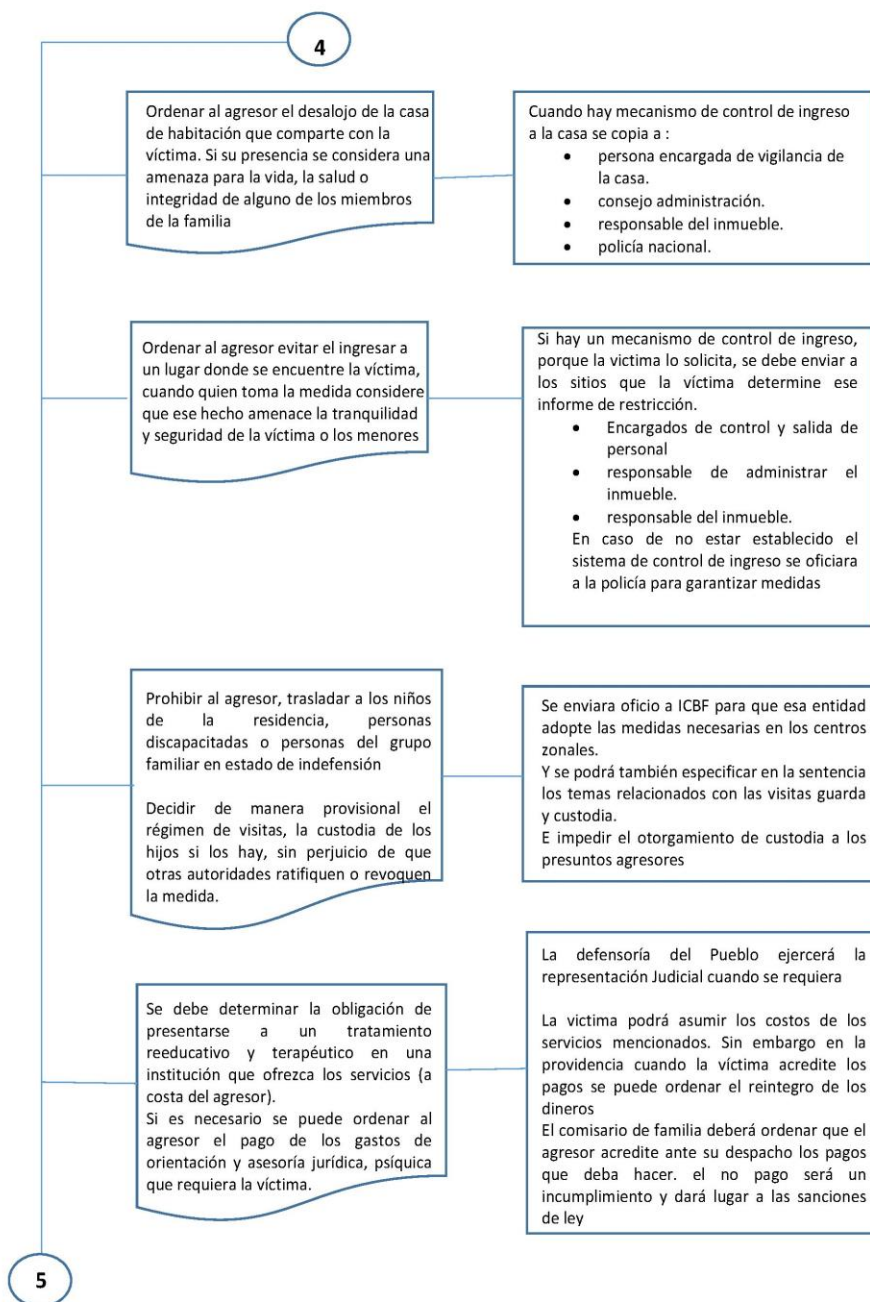 4
Ordenar al agresor el desalojo de la casa
de habitación que comparte con la
víctima. Si su presencia se considera una
amenaza para la vida, la salud o
integridad de alguno de los miembros
de la familia
Cuando hay mecanismo de control de ingreso
a la casa se copia a :
• persona encargada de vigilancia de
la casa.
• consejo administración.
• responsable del inmueble.
• policía nacional.
Ordenar al agresor evitar el ingresar a
un lugar donde se encuentre la víctima,
cuando quien toma la medida considere
que ese hecho amenace la tranquilidad
y seguridad de la víctima o los menores
Si hay un mecanismo de control de ingreso,
porque la victima lo solicita, se debe enviar a
los sitios que la víctima determine ese
informe de restricción.
• Encargados de control y salida de
personal
• responsable de administrar el
inmueble.
• responsable del inmueble.
En caso de no estar establecido el
sistema de control de ingreso se oficiara
a la policía para garantizar medidas
Prohibir al agresor, trasladar a los niños
de la residencia, personas
discapacitadas o personas del grupo
familiar en estado de indefensión
Decidir de manera provisional el
régimen de visitas, la custodia de los
hijos si los hay, sin perjuicio de que
otras autoridades ratifiquen o revoquen
la medida.
Se enviara oficio a ICBF para que esa entidad
adopte las medidas necesarias en los centros
zonales.
Y se podrá también especificar en la sentencia
los temas relacionados con las visitas guarda
y custodia.
E impedir el otorgamiento de custodia a los
presuntos agresores
Se debe determinar la obligación de
presentarse a un tratamiento
reeducativo y terapéutico en una
institución que ofrezca los servicios (a
costa del agresor).
Si es necesario se puede ordenar al
agresor el pago de los gastos de
orientación y asesoría jurídica, psíquica
que requiera la víctima.
La defensoría del Pueblo ejercerá la
representación Judicial cuando se requiera
La victima podrá asumir los costos de los
servicios mencionados. Sin embargo en la
providencia cuando la víctima acredite los
pagos se puede ordenar el reintegro de los
dineros
El comisario de familia deberá ordenar que el
agresor acredite ante su despacho los pagos
que deba hacer. el no pago será un
incumplimiento y dará lugar a las sanciones
de ley
5